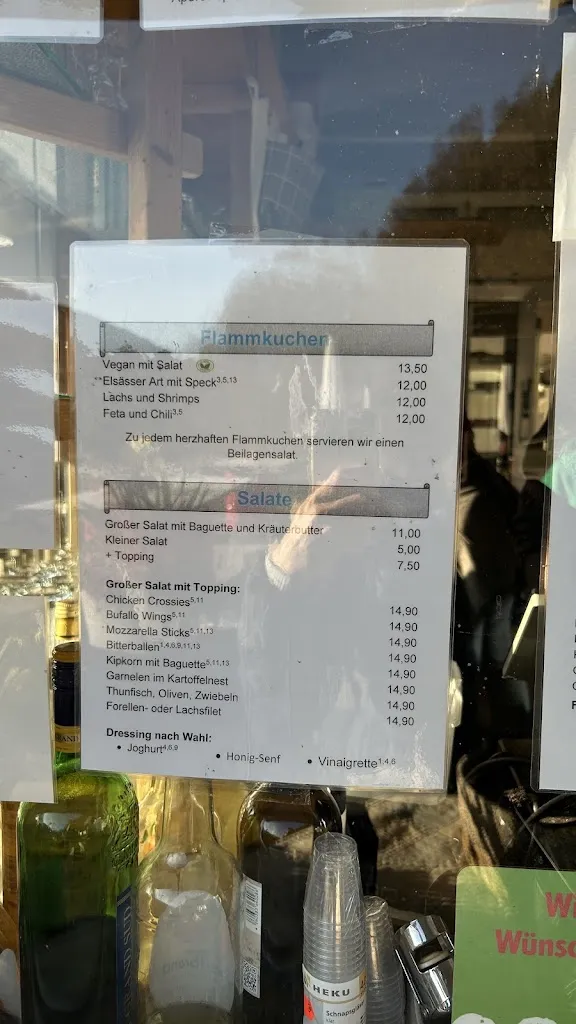 Flammkuchen
Vegan mit Salat 13,50
**Elsässer Art mit Speck3,5,13 12,00
Lachs und Shrimps 12,00
Feta und Chili3,5 12,00
Zu jedem herzhaften Flammkuchen servieren wir einen
Beilagensalat.
Salate
Großer Salat mit Baguette und Kräuterbutter 11,00
Kleiner Salat 5,00
+ Topping 7,50
Großer Salat mit Topping:
Chicken Crossies5,11 14,90
Bufallo Wings5,11 14,90
Mozzarella Sticks5,11,13 14,90
Bitterballen1,4,6,9,11,13 14,90
Kipkorn mit Baguette5,11,13 14,90
Garnelen im Kartoffelnest 14,90
Thunfisch, Oliven, Zwiebeln 14,90
Forellen- oder Lachsfilet 14,90
Dressing nach Wahl:
• Joghurt4,6,9 • Honig-Senf • Vinaigrette1,4,6
HEKU
Schnapsgläser